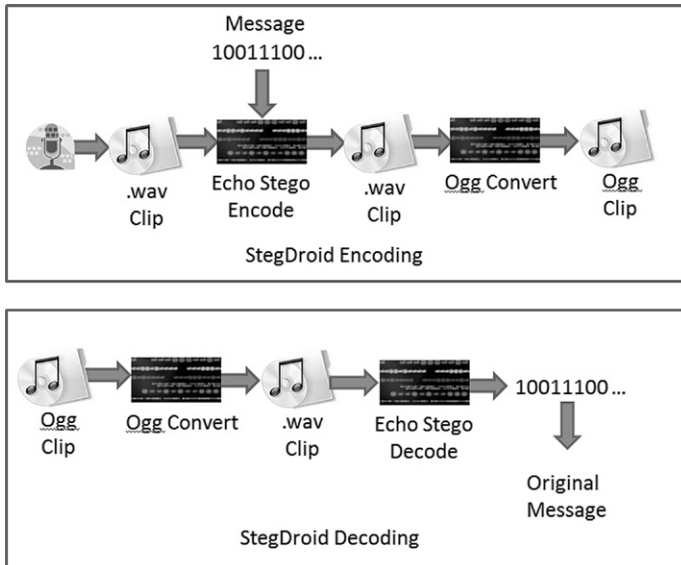 Message
10011100 ...
.wav
Clip
Echo Stego
Encode
.wav
Clip
Ogg Convert
Ogg
Clip
StegDroid Encoding
Ogg
Clip
Ogg Convert
.wav
Clip
Echo Stego
Decode
10011100 ...
Original
Message
StegDroid Decoding